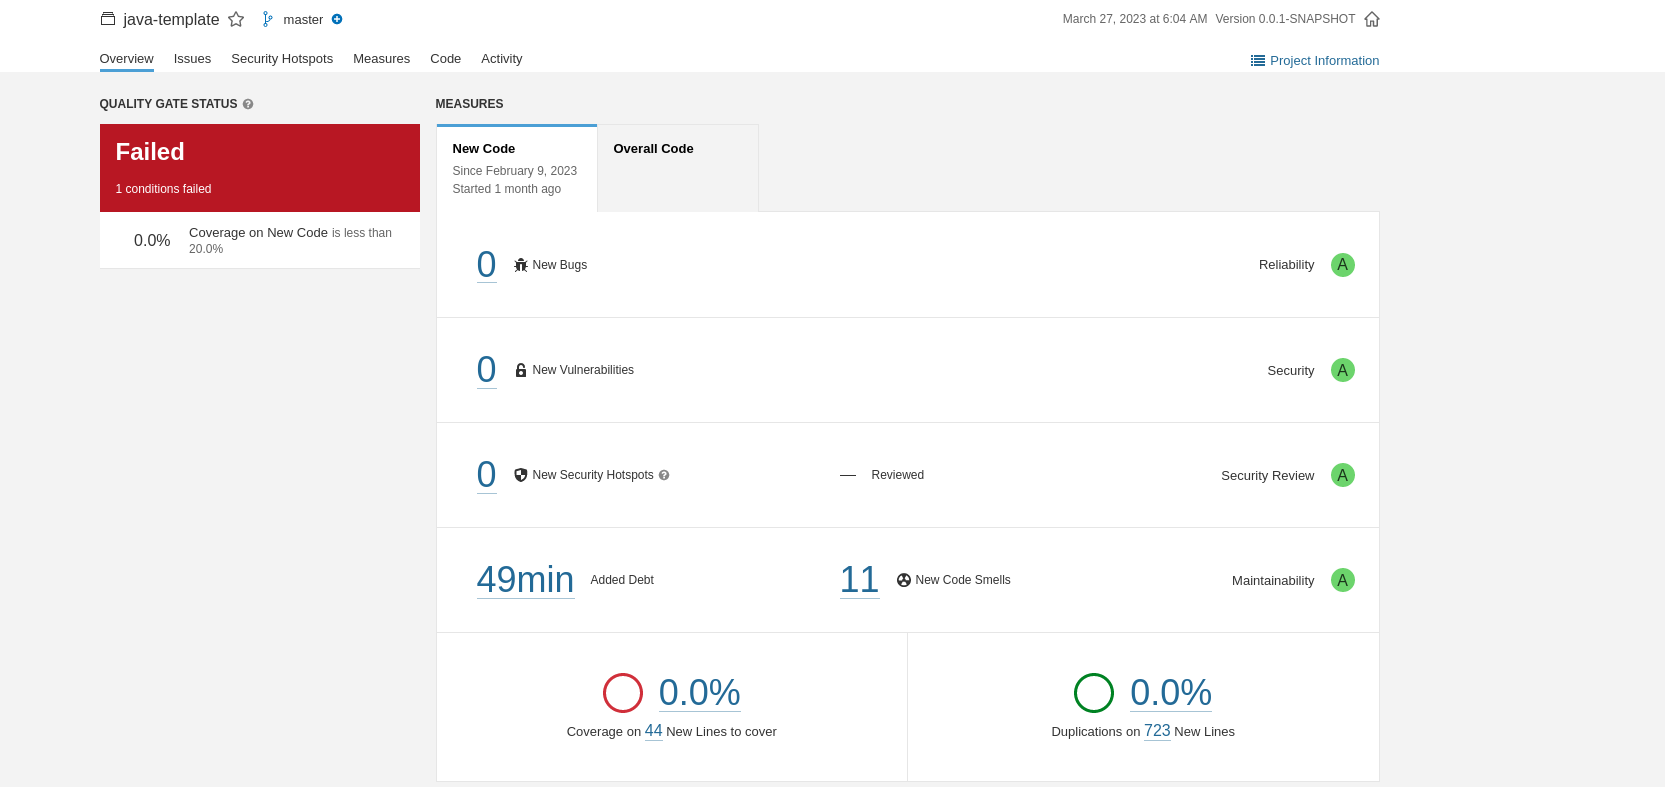 java-template master March 27, 2023 at 6:04 AM Version 0.0.1-SNAPSHOT
Overview Issues Security Hotspots Measures Code Activity Project Information
QUALITY GATE STATUS
Failed
1 conditions failed
0.0% Coverage on New Code is less than
20.0%
MEASURES
New Code
Since February 9, 2023
Started 1 month ago
Overall Code
0 New Bugs Reliability A
0 New Vulnerabilities Security A
0 New Security Hotspots — Reviewed Security Review A
49min Added Debt 11 New Code Smells Maintainability A
0.0%
Coverage on 44 New Lines to cover
0.0%
Duplications on 723 New Lines